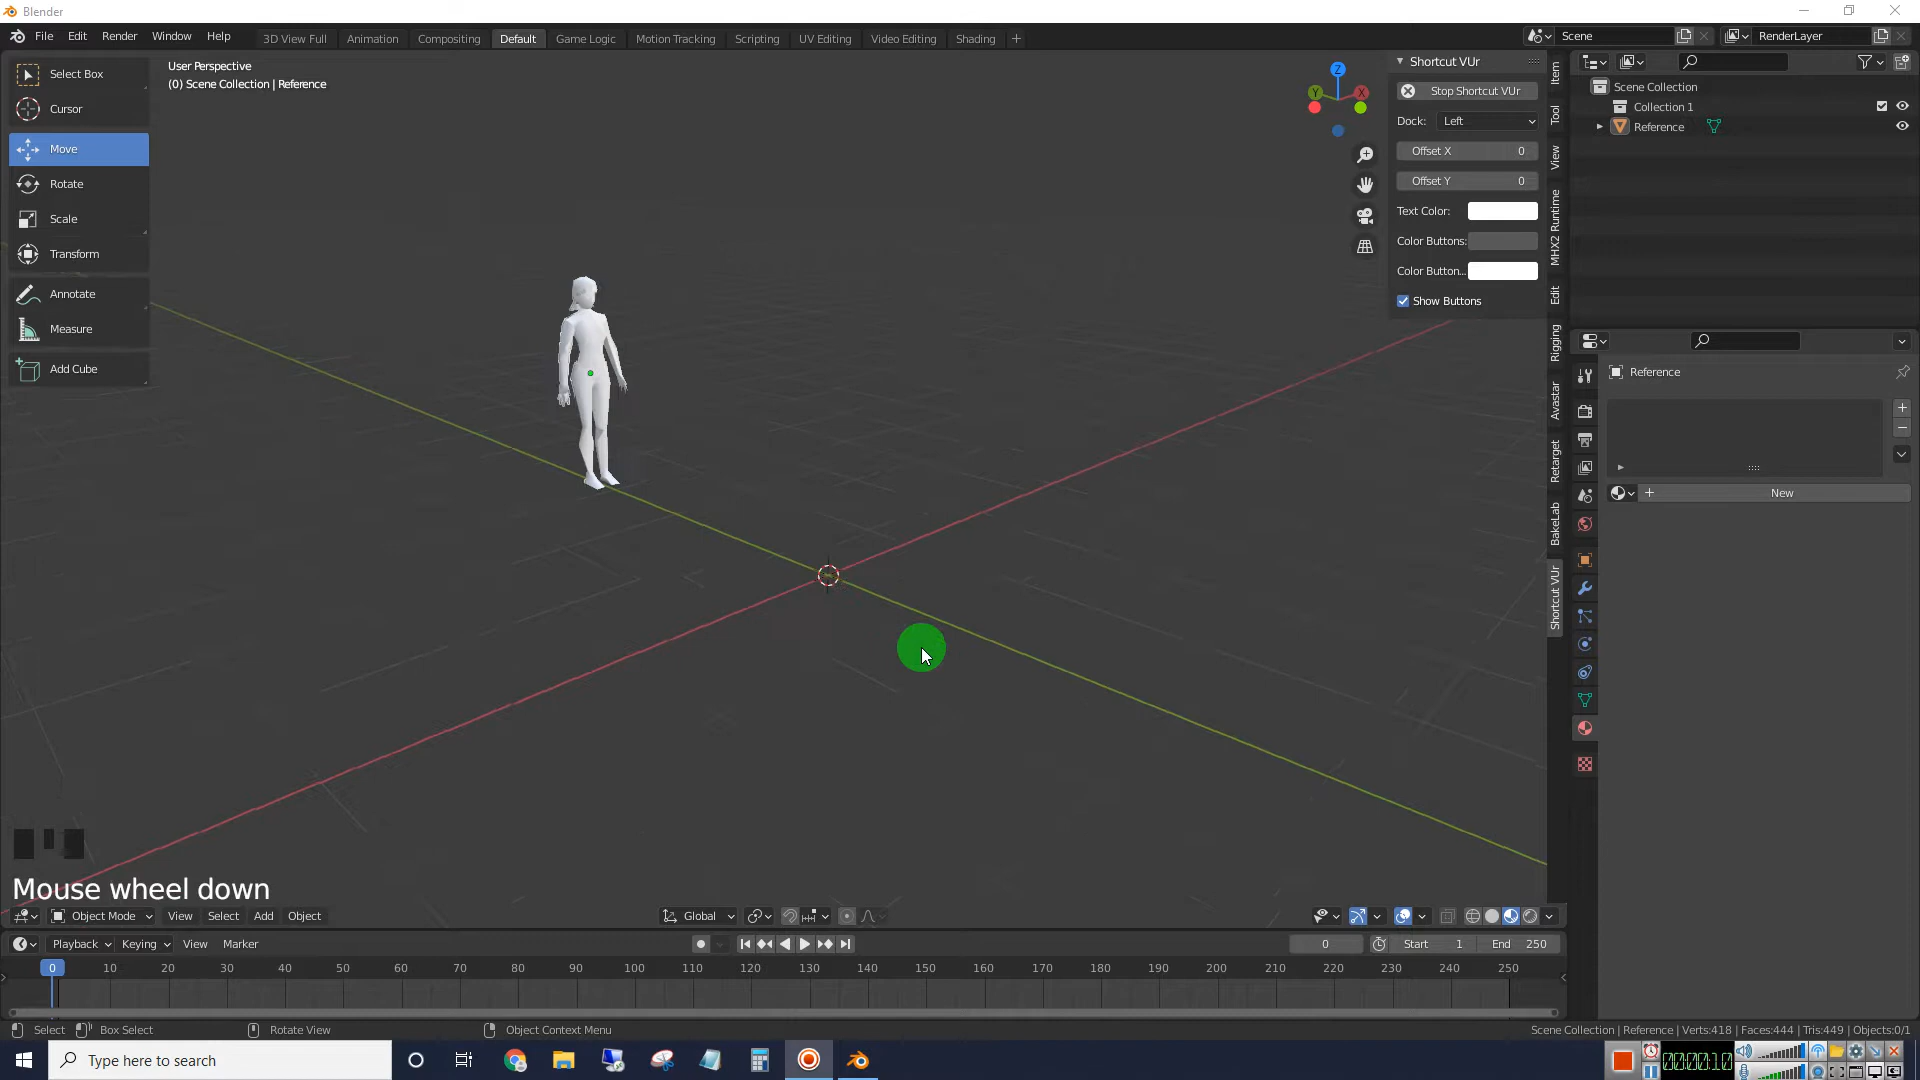 Blender
File Edit Render Window Help
3D View Full Animation Compositing Default Game Logic Motion Tracking Scripting UV Editing Video Editing Shading +
Scene
RenderLayer
Select Box
Cursor
Move
Rotate
Scale
Transform
Annotate
Measure
Add Cube
User Perspective
(0) Scene Collection | Reference
Z
Y
X
Shortcut VUr
Stop Shortcut VUr
Dock: Left
Offset X 0
Offset Y 0
Text Color:
Color Buttons:
Color Button...
Show Buttons
Item
Tool
View
MHX2 Runtime
Edit
Rigging
Avastar
Retarget
BakeLab
Shortcut VUr
Scene Collection
Collection 1
Reference
Reference
New
Mouse wheel down
Object Mode View Select Add Object
Global
Playback Keying View Marker
0 Start 1 End 250
0 10 20 30 40 50 60 70 80 90 100 110 120 130 140 150 160 170 180 190 200 210 220 230 240 250
Select Box Select Rotate View Object Context Menu
Scene Collection | Reference | Verts:418 | Faces:444 | Tris:449 | Objects:0/1
Type here to search
00:00:10